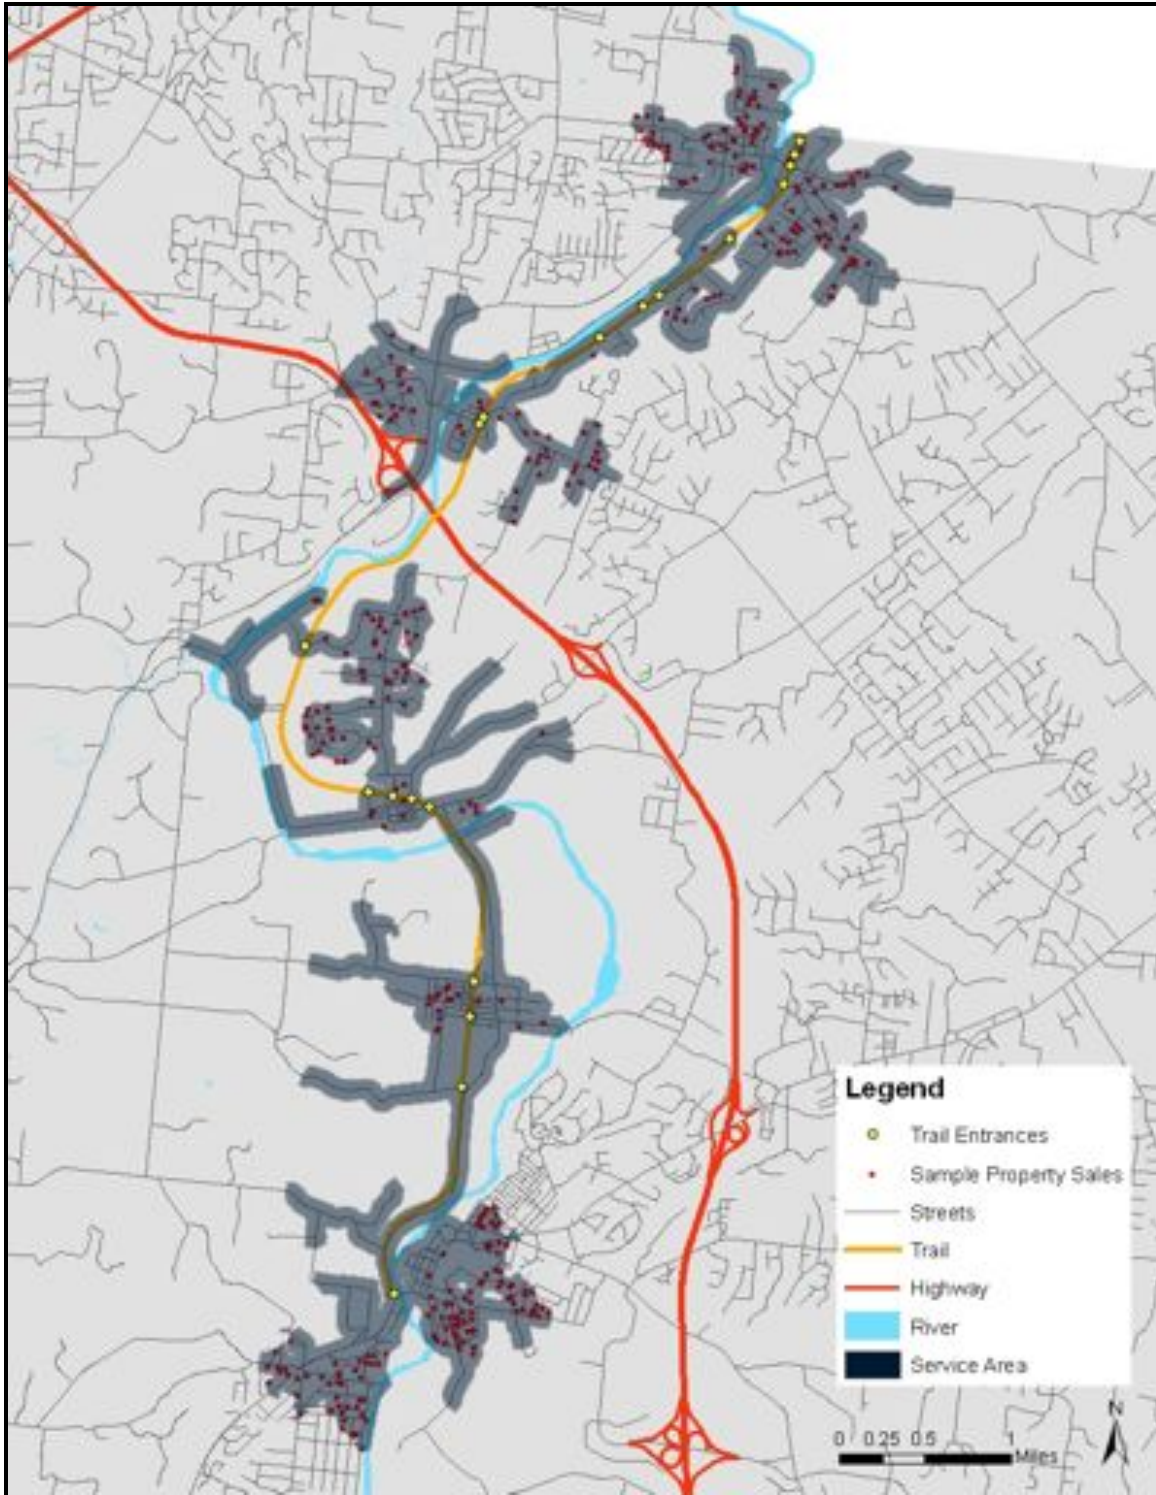 Legend
Trail Entrances
Sample Property Sales
Streets
Trail
Highway
River
Service Area
N
0 0.25 0.5 1
Miles